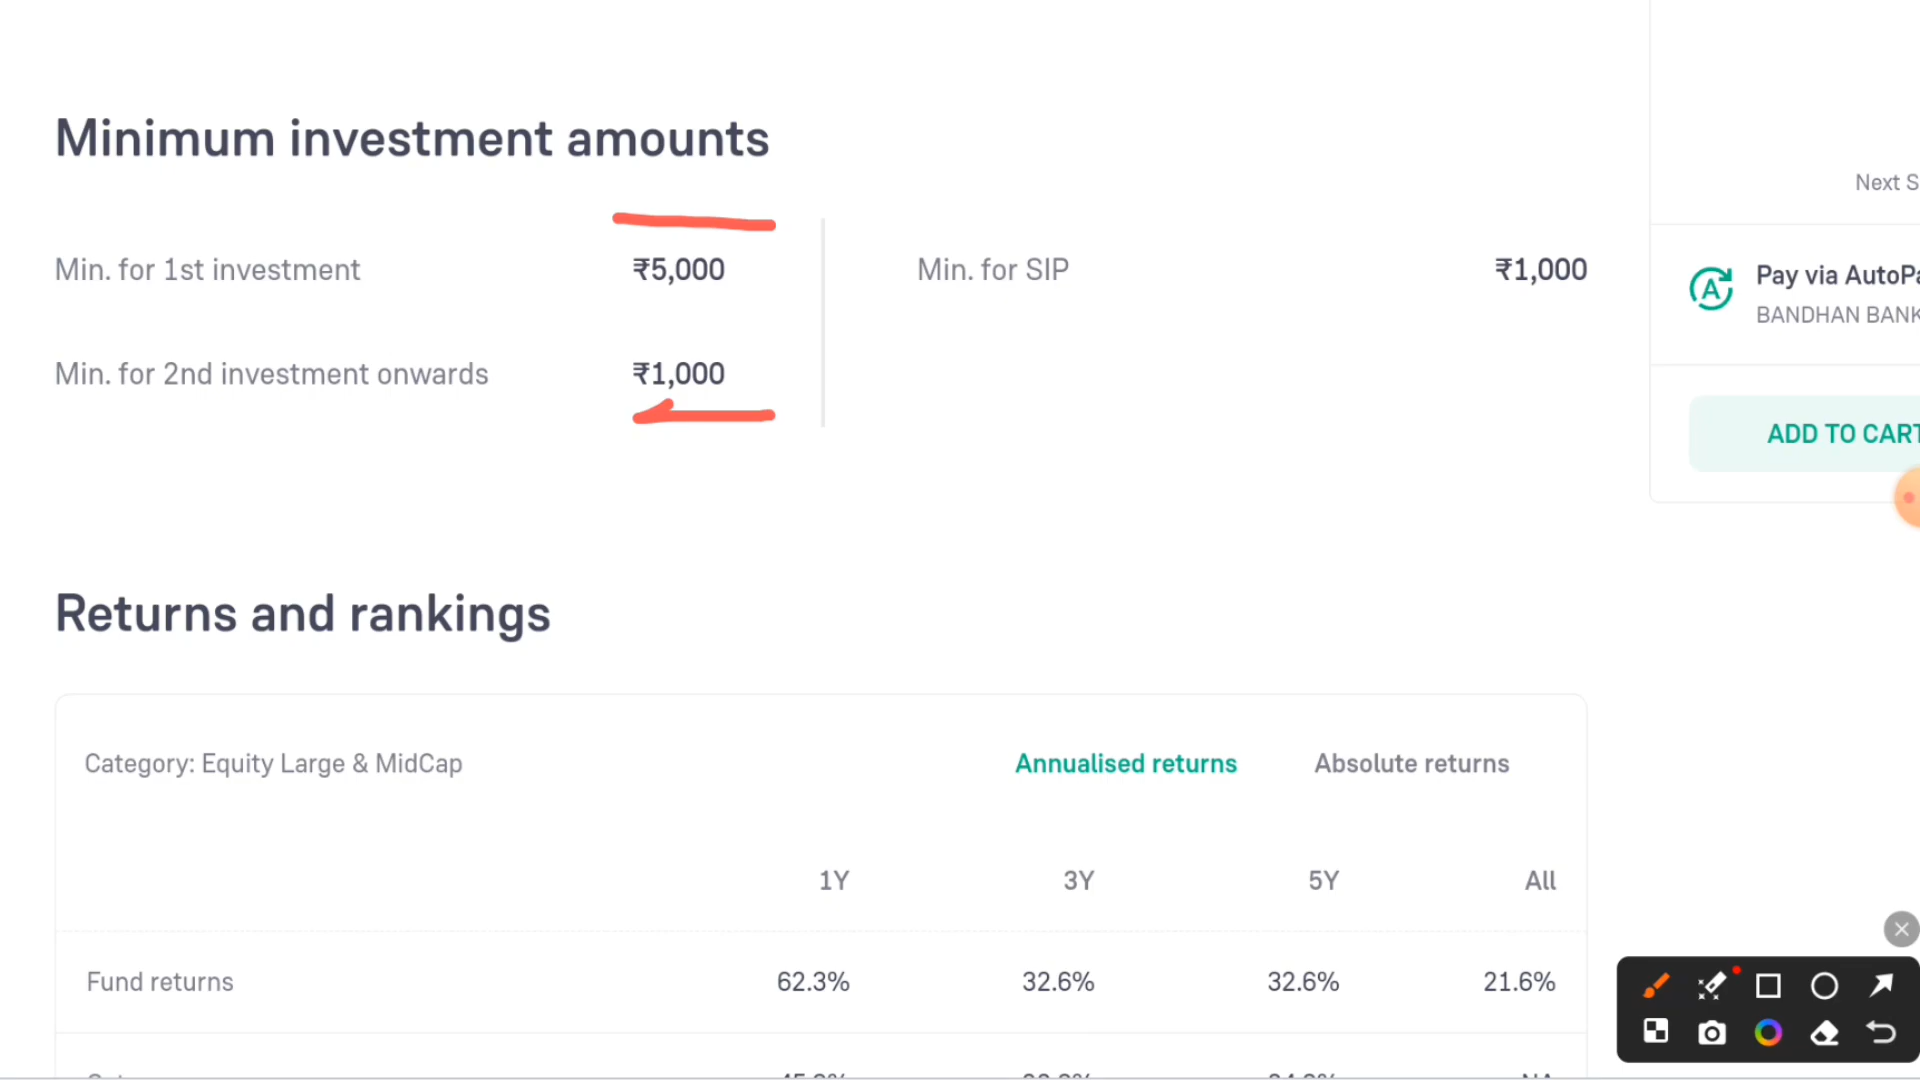 Minimum investment amounts
Next S
Min. for 1st investment ₹5,000 Min. for SIP ₹1,000
Pay via AutoPa
BANDHAN BANK
Min. for 2nd investment onwards ₹1,000
ADD TO CART
Returns and rankings
Category: Equity Large & MidCap Annualised returns Absolute returns
1Y 3Y 5Y All
Fund returns 62.3% 32.6% 32.6% 21.6%